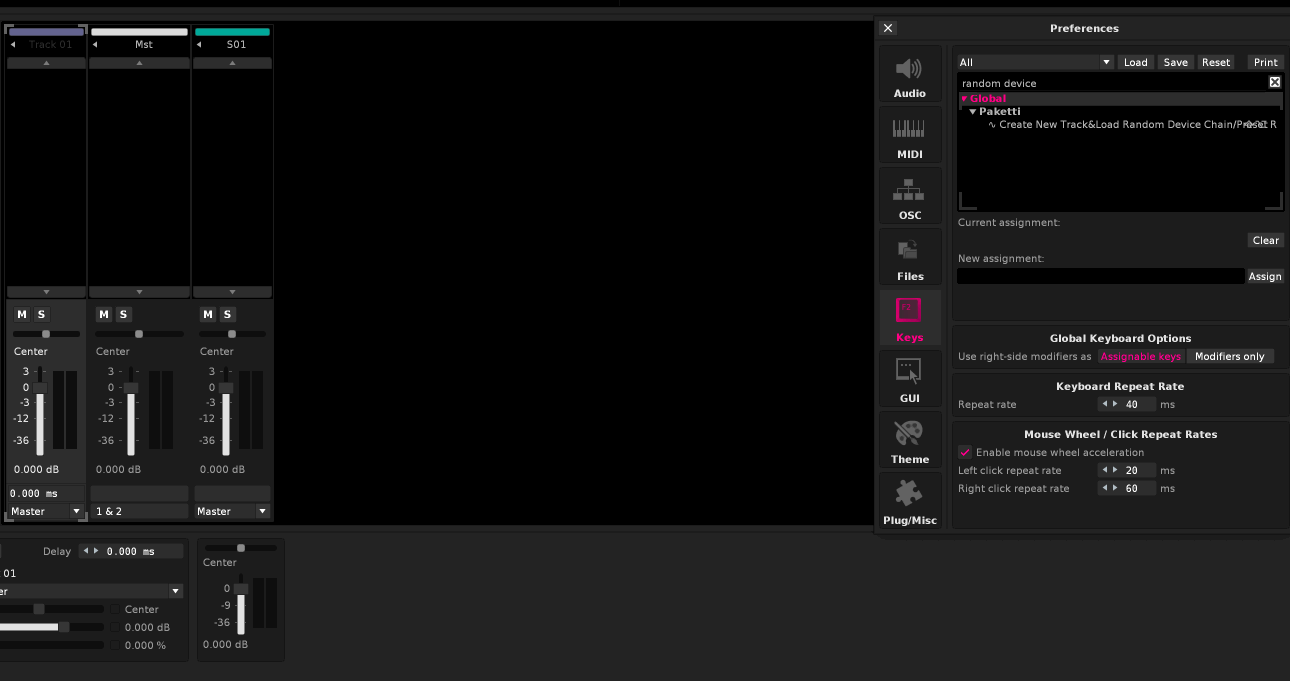 Track 01
Mst
S01
M S
M S
M S
Center
Center
Center
3
0
-3
-12
-36
3
0
-3
-12
-36
3
0
-3
-12
-36
0.000 dB
0.000 dB
0.000 dB
0.000 ms
Master
1 & 2
Master
Delay 0.000 ms
01
er
Center
0.000 dB
0.000 %
Center
0
-9
-36
0.000 dB
Preferences
Audio
MIDI
OSC
Files
Keys
GUI
Theme
Plug/Misc
All Load Save Reset Print
random device
Global
Paketti
Create New Track&Load Random Device Chain/Preset R
Current assignment:
Clear
New assignment:
Assign
Global Keyboard Options
Use right-side modifiers as Assignable keys Modifiers only
Keyboard Repeat Rate
Repeat rate 40 ms
Mouse Wheel / Click Repeat Rates
Enable mouse wheel acceleration
Left click repeat rate 20 ms
Right click repeat rate 60 ms